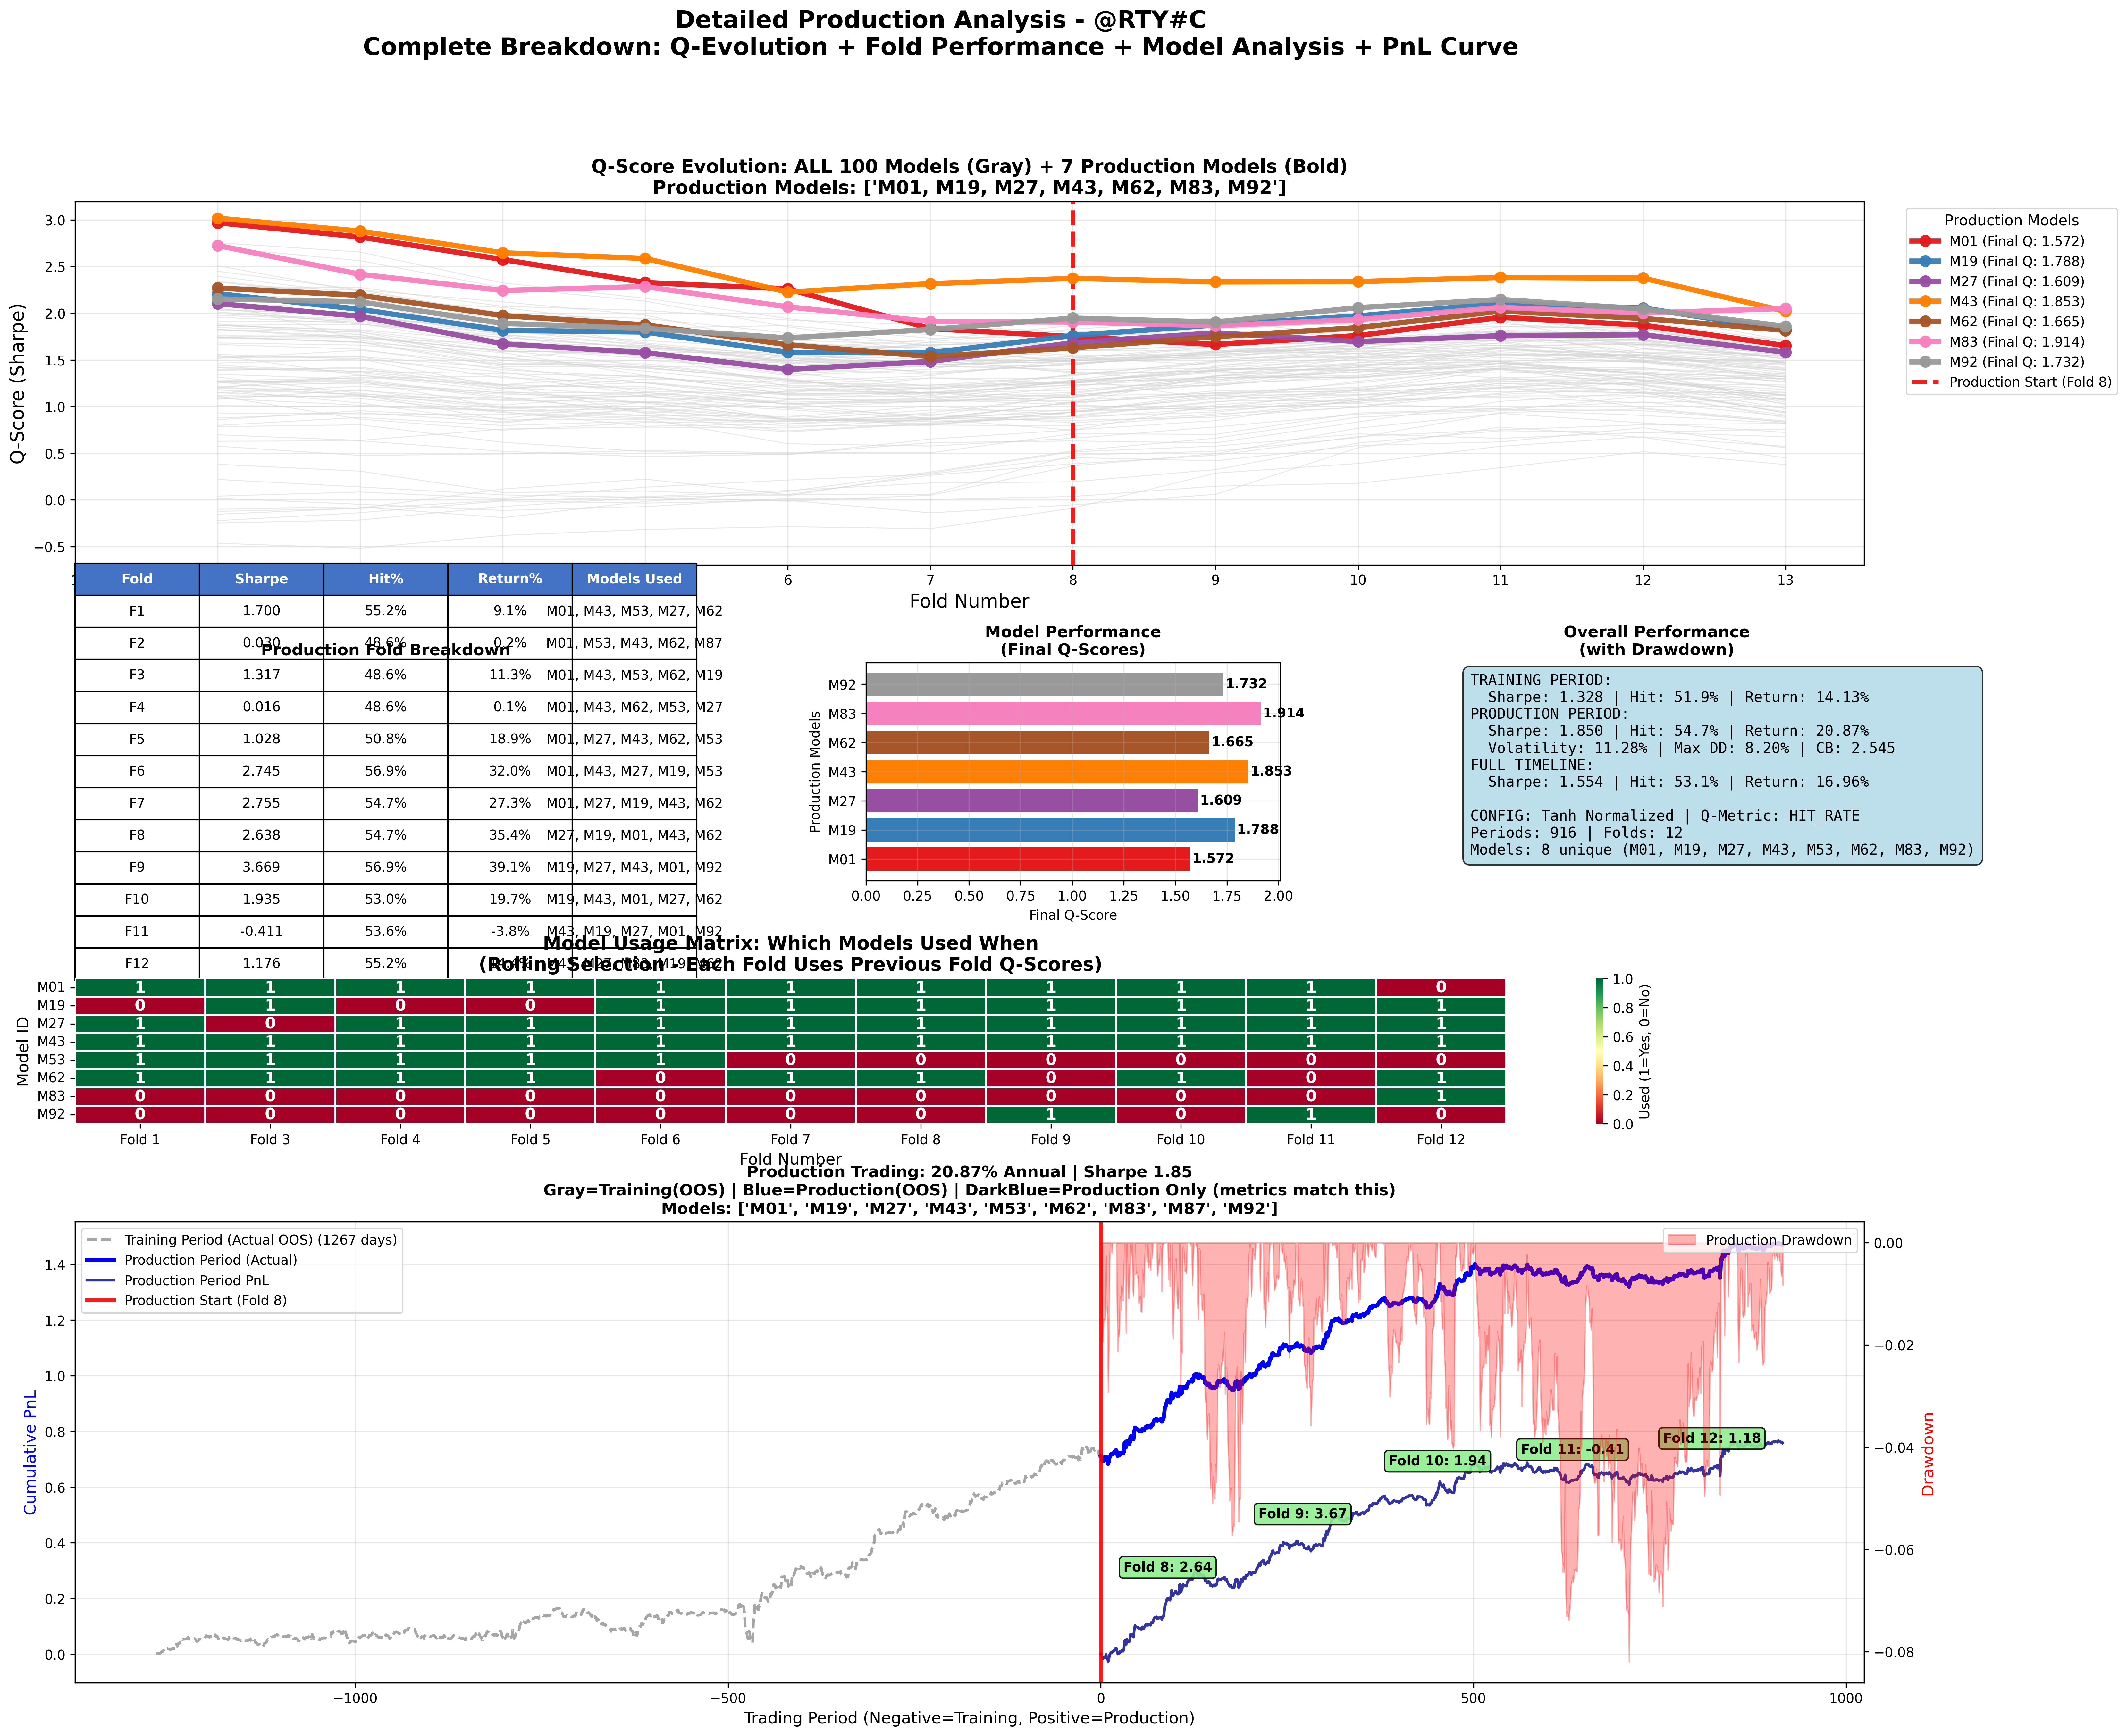 Detailed Production Analysis - @RTY#C
Complete Breakdown: Q-Evolution + Fold Performance + Model Analysis + PnL Curve
Q-Score Evolution: ALL 100 Models (Gray) + 7 Production Models (Bold)
Production Models: ['M01, M19, M27, M43, M62, M83, M92']
Q-Score (Sharpe)
3.0
2.5
2.0
1.5
1.0
0.5
0.0
−0.5
6 7 8 9 10 11 12 13
Fold Number
Production Models
M01 (Final Q: 1.572)
M19 (Final Q: 1.788)
M27 (Final Q: 1.609)
M43 (Final Q: 1.853)
M62 (Final Q: 1.665)
M83 (Final Q: 1.914)
M92 (Final Q: 1.732)
Production Start (Fold 8)
Production Fold Breakdown
Fold Sharpe Hit% Return% Models Used
F1 1.700 55.2% 9.1% M01, M43, M53, M27, M62
F2 0.030 48.6% 0.2% M01, M53, M43, M62, M87
F3 1.317 48.6% 11.3% M01, M43, M53, M62, M19
F4 0.016 48.6% 0.1% M01, M43, M62, M53, M27
F5 1.028 50.8% 18.9% M01, M27, M43, M62, M53
F6 2.745 56.9% 32.0% M01, M43, M27, M19, M53
F7 2.755 54.7% 27.3% M01, M27, M19, M43, M62
F8 2.638 54.7% 35.4% M27, M19, M01, M43, M62
F9 3.669 56.9% 39.1% M19, M27, M43, M01, M92
F10 1.935 53.0% 19.7% M19, M43, M01, M27, M62
F11 -0.411 53.6% -3.8% M43, M19, M27, M01, M92
F12 1.176 55.2% M43, M27, M83, M19, M62
Model Performance
(Final Q-Scores)
Production Models
M92 1.732
M83 1.914
M62 1.665
M43 1.853
M27 1.609
M19 1.788
M01 1.572
0.00 0.25 0.50 0.75 1.00 1.25 1.50 1.75 2.00
Final Q-Score
Overall Performance
(with Drawdown)
TRAINING PERIOD:
Sharpe: 1.328 | Hit: 51.9% | Return: 14.13%
PRODUCTION PERIOD:
Sharpe: 1.850 | Hit: 54.7% | Return: 20.87%
Volatility: 11.28% | Max DD: 8.20% | CB: 2.545
FULL TIMELINE:
Sharpe: 1.554 | Hit: 53.1% | Return: 16.96%
CONFIG: Tanh Normalized | Q-Metric: HIT_RATE
Periods: 916 | Folds: 12
Models: 8 unique (M01, M19, M27, M43, M53, M62, M83, M92)
Model Usage Matrix: Which Models Used When
(Rolling Selection - Each Fold Uses Previous Fold Q-Scores)
Model ID
M01 1 1 1 1 1 1 1 1 1 1 0
M19 0 1 0 0 1 1 1 1 1 1 1
M27 1 0 1 1 1 1 1 1 1 1 1
M43 1 1 1 1 1 1 1 1 1 1 1
M53 1 1 1 1 1 0 0 0 0 0 0
M62 1 1 1 1 0 1 1 0 1 0 1
M83 0 0 0 0 0 0 0 0 0 0 1
M92 0 0 0 0 0 0 0 1 0 1 0
Fold 1 Fold 3 Fold 4 Fold 5 Fold 6 Fold 7 Fold 8 Fold 9 Fold 10 Fold 11 Fold 12
Fold Number
1.0
0.8
0.6
0.4
0.2
0.0
Used (1=Yes, 0=No)
Production Trading: 20.87% Annual | Sharpe 1.85
Gray=Training(OOS) | Blue=Production(OOS) | DarkBlue=Production Only (metrics match this)
Models: ['M01', 'M19', 'M27', 'M43', 'M53', 'M62', 'M83', 'M87', 'M92']
Training Period (Actual OOS) (1267 days)
Production Period (Actual)
Production Period PnL
Production Start (Fold 8)
Production Drawdown
Cumulative PnL
1.4
1.2
1.0
0.8
0.6
0.4
0.2
0.0
Fold 8: 2.64
Fold 9: 3.67
Fold 10: 1.94
Fold 11: -0.41
Fold 12: 1.18
0.00
−0.02
−0.04
−0.06
−0.08
Drawdown
−1000 −500 0 500 1000
Trading Period (Negative=Training, Positive=Production)